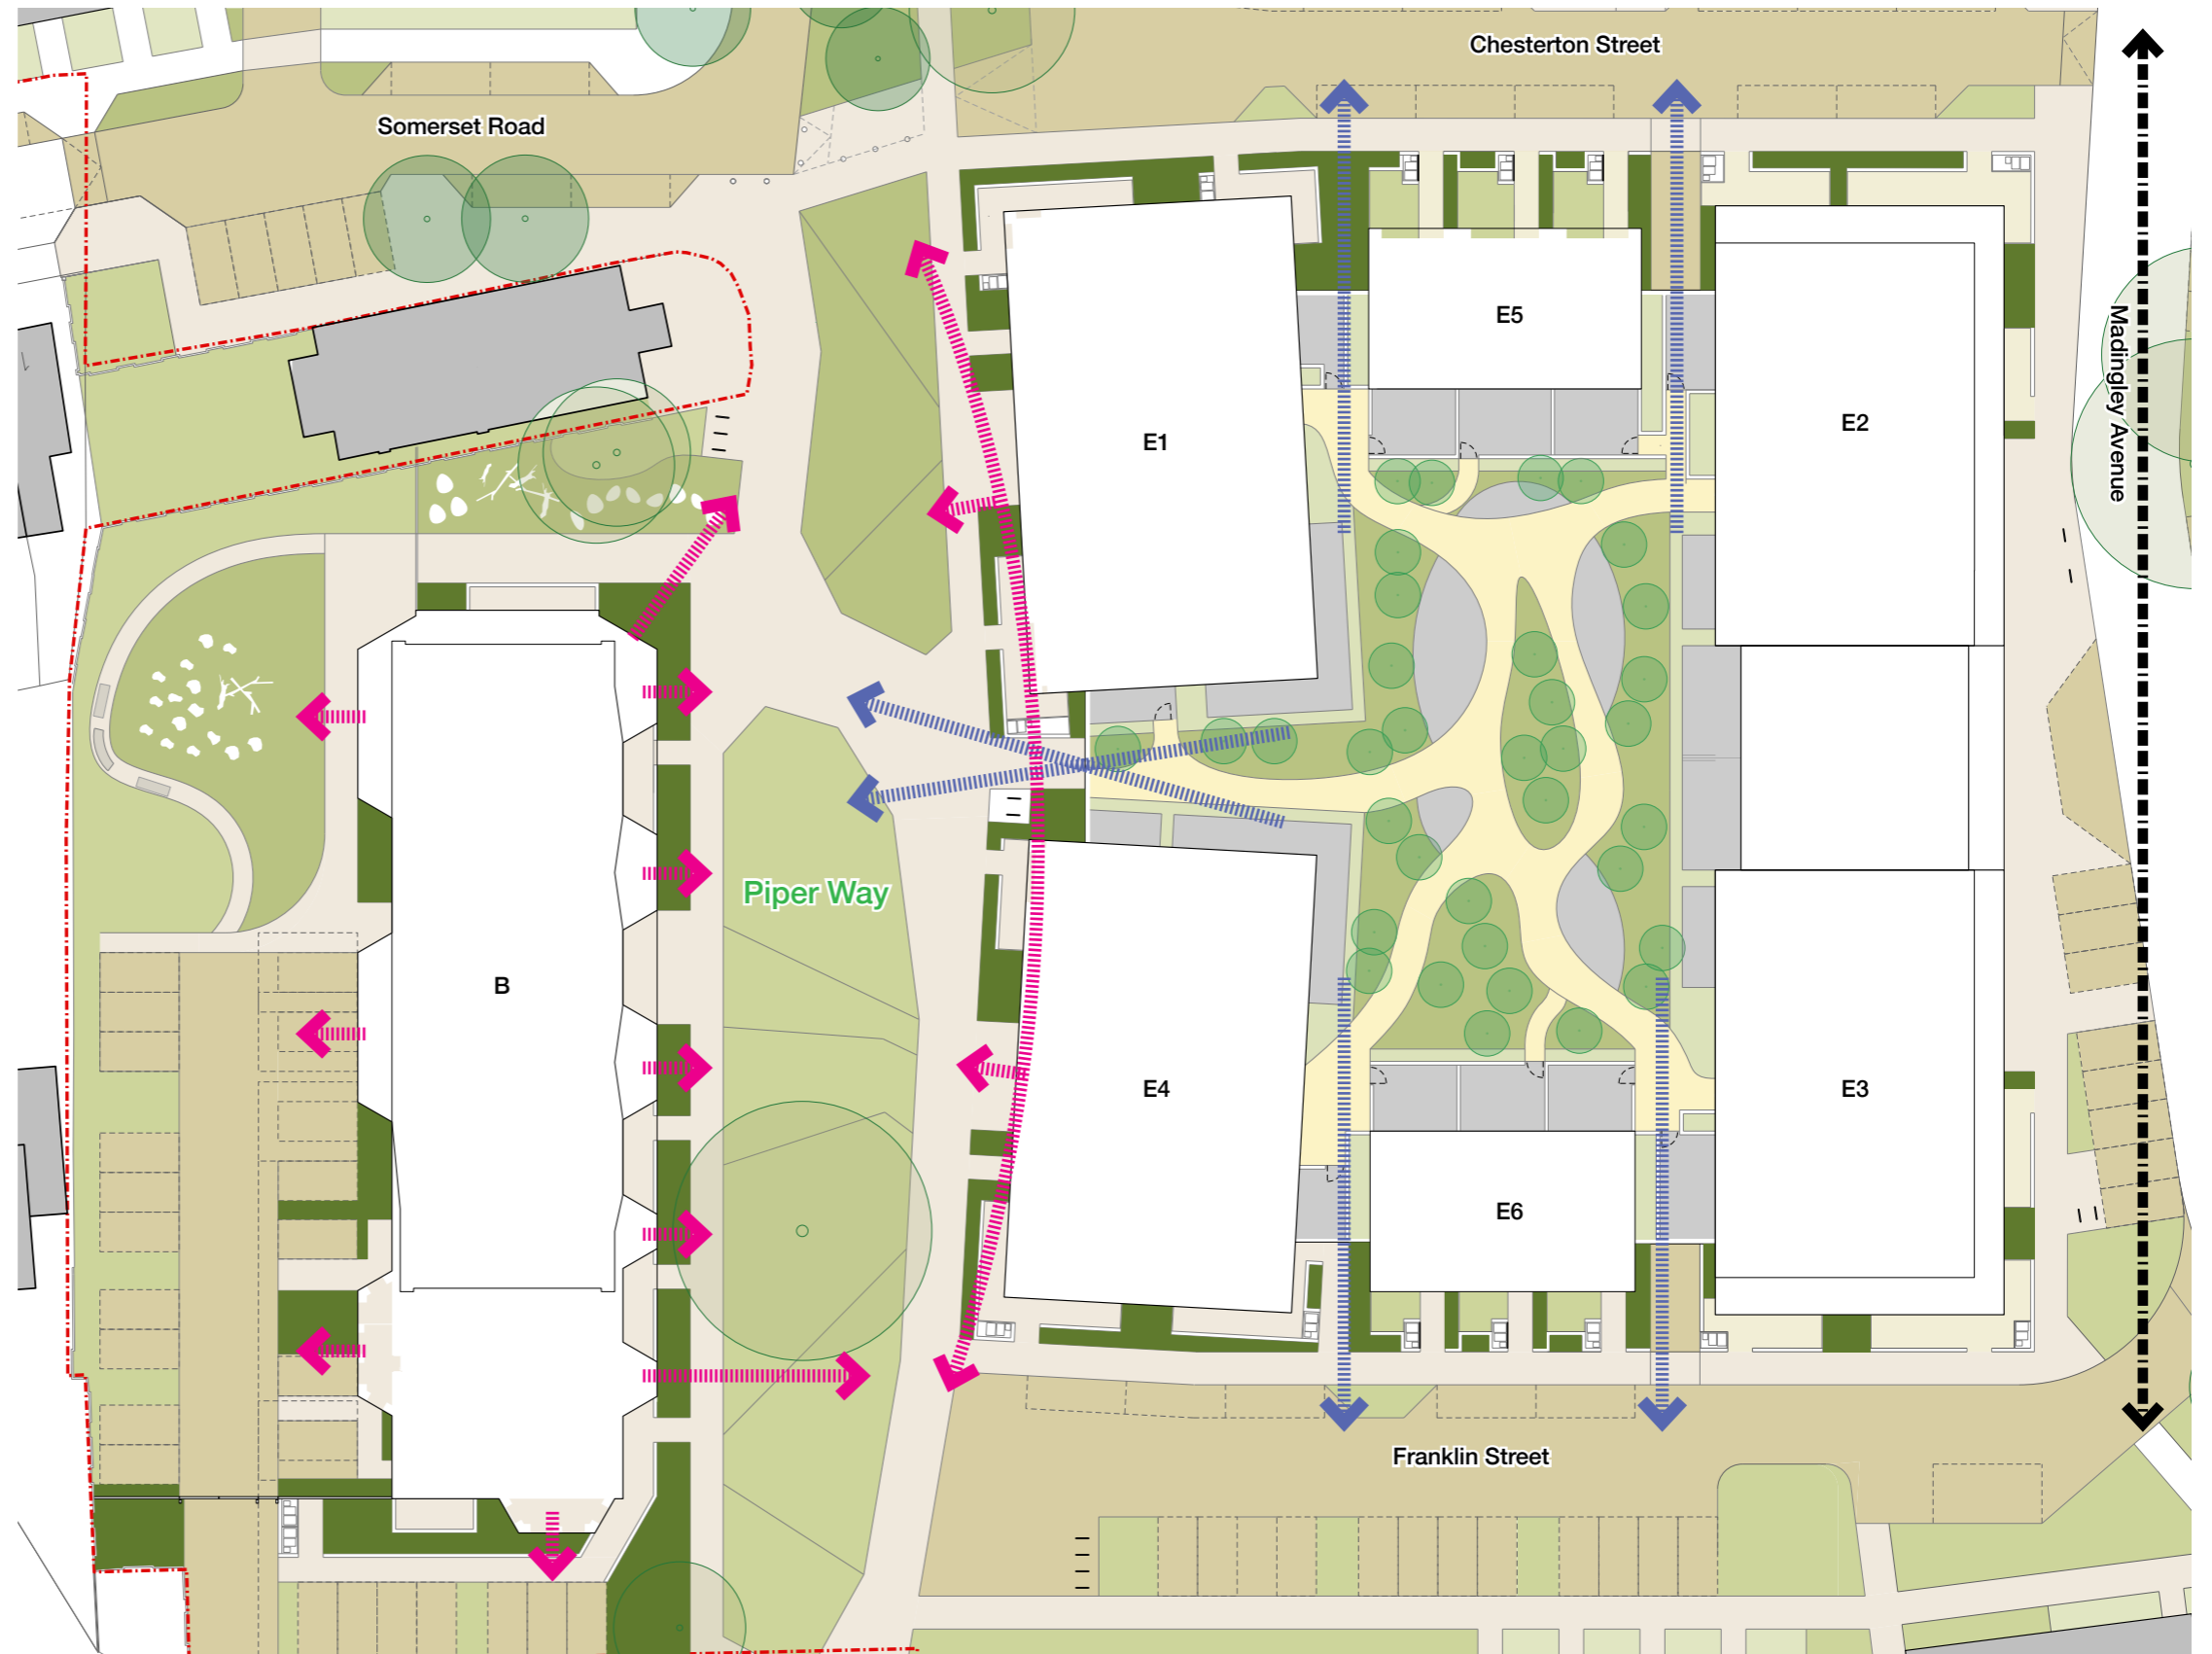 Chesterton Street
Somerset Road
E5
Madingley Avenue
E2
E1
Piper Way
B
E4
E3
E6
Franklin Street